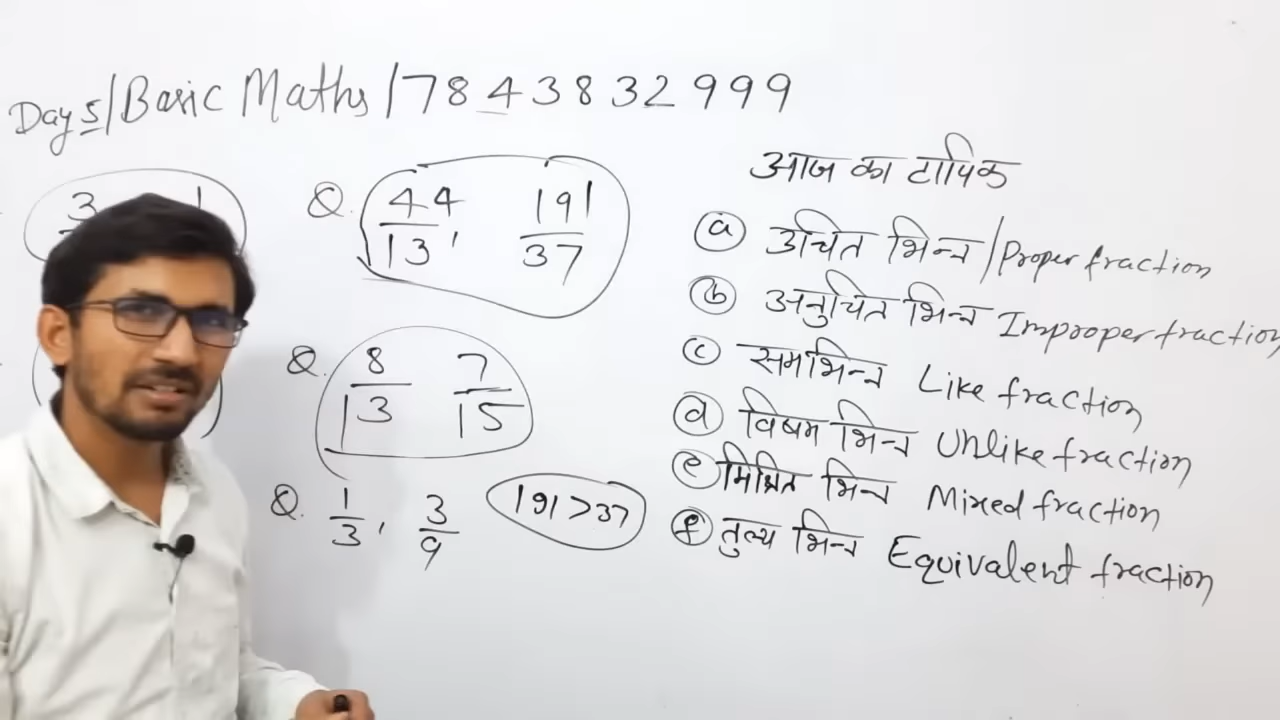 Day 5/Basic Maths/7843832999
आज का टापिक
3 1
Q. 44/13, 191/37
ⓐ उचित भिन्न/Proper fraction
ⓑ अनुचित भिन्न Improoper fraction
Q. 8/13 7/15
ⓒ समभिन्न Like fraction
ⓓ विषम भिन्न Unlike fraction
ⓔ मिश्रित भिन्न Mixed fraction
Q. 1/3, 3/9
191>37
ⓕ तुल्य भिन्न Equivalent fraction